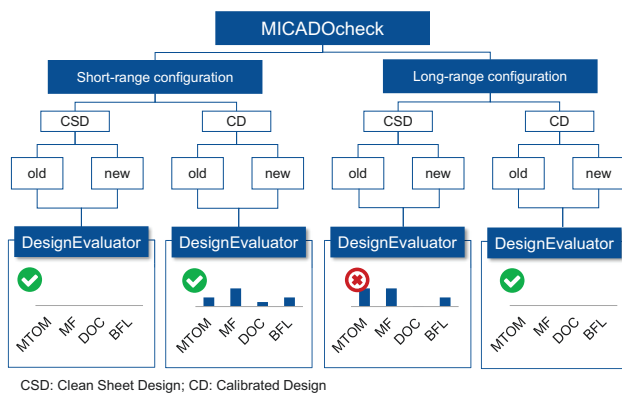 MICADOcheck
Short-range configuration
Long-range configuration
CSD
CD
CSD
CD
old
new
old
new
old
new
old
new
DesignEvaluator
DesignEvaluator
DesignEvaluator
DesignEvaluator
MTOM
MF
DOC
BFL
MTOM
MF
DOC
BFL
MTOM
MF
DOC
BFL
MTOM
MF
DOC
BFL
CSD: Clean Sheet Design; CD: Calibrated Design